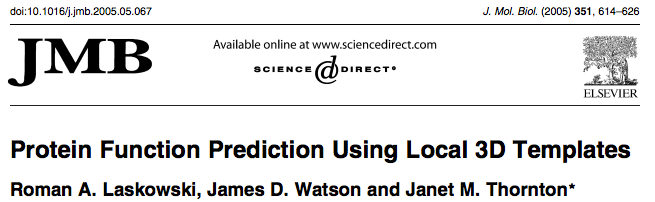 doi:10.1016/j.jmb.2005.05.067
J. Mol. Biol. (2005) 351, 614–626
JMB
Available online at www.sciencedirect.com
SCIENCE @ DIRECT®
ELSEVIER
Protein Function Prediction Using Local 3D Templates
Roman A. Laskowski, James D. Watson and Janet M. Thornton*